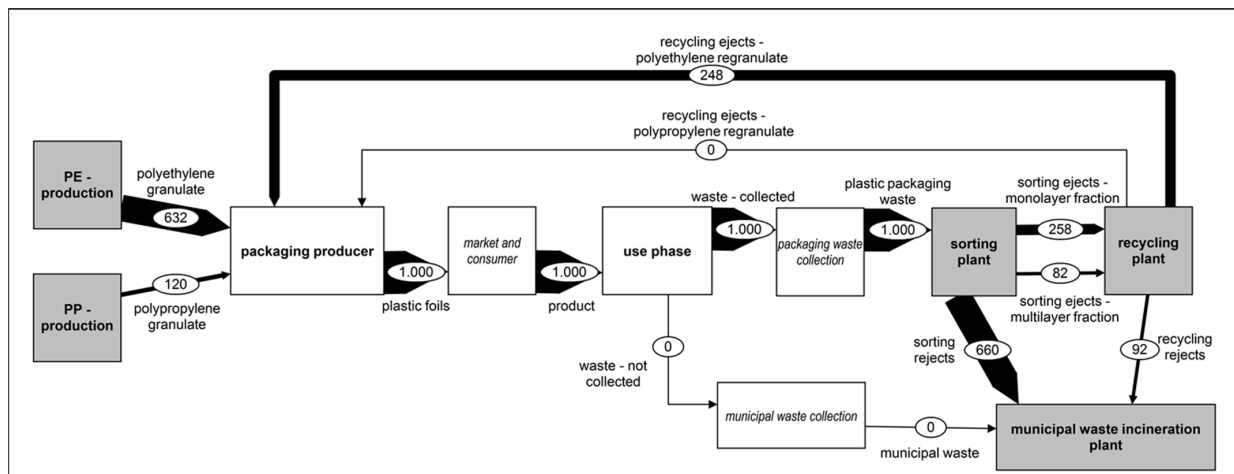 recycling ejects -
polyethylene regranulate
248
recycling ejects -
polypropylene regranulate
0
PE -
production
polyethylene
granulate
632
PP -
production
120
polypropylene
granulate
packaging producer
1.000
plastic foils
market and
consumer
1.000
product
use phase
waste - collected
1.000
packaging waste
collection
plastic packaging
waste
1.000
sorting
plant
sorting ejects -
monolayer fraction
258
82
sorting ejects -
multilayer fraction
recycling
plant
0
waste - not
collected
municipal waste collection
0
municipal waste
sorting
rejects
660
92
recycling
rejects
municipal waste incineration
plant